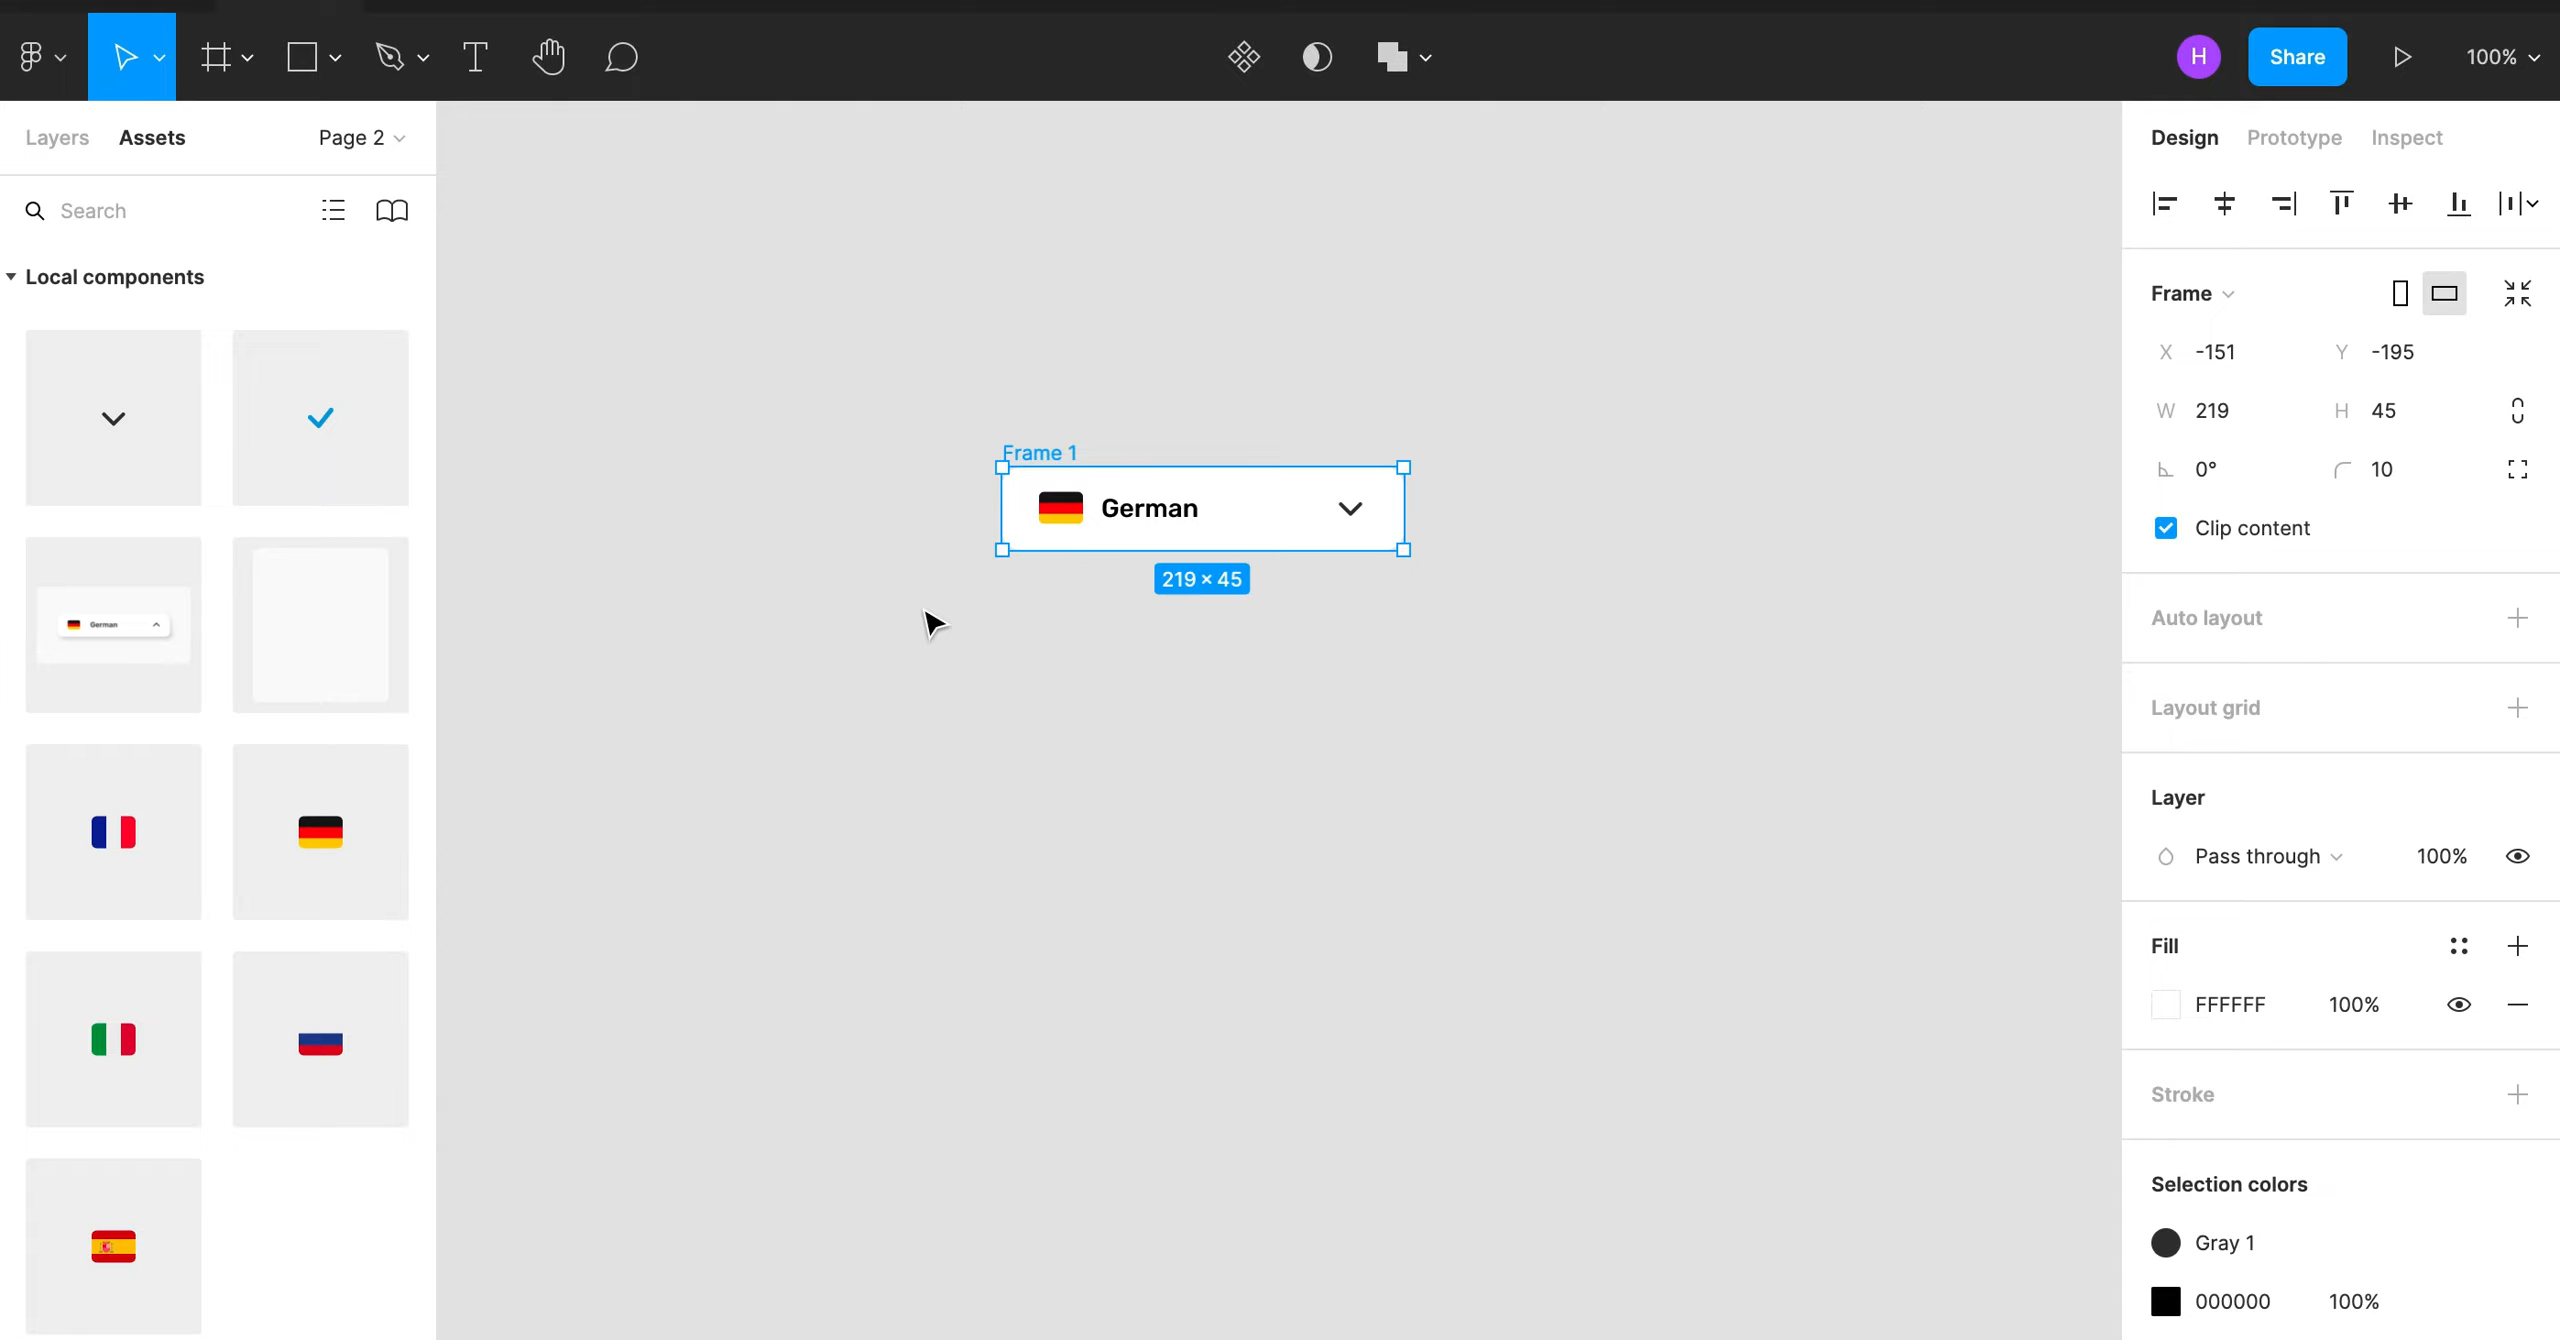 H
Share
100%
Layers
Assets
Page 2
Search
Local components
German
Frame 1
German
219 × 45
Design
Prototype
Inspect
Frame
X -151
Y -195
W 219
H 45
0°
10
Clip content
Auto layout
Layout grid
Layer
Pass through
100%
Fill
FFFFFF
100%
Stroke
Selection colors
Gray 1
000000
100%